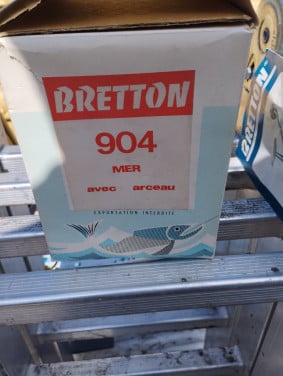 BRETTON
904
MER
avec arceau
EXPORTATION INTERDITE